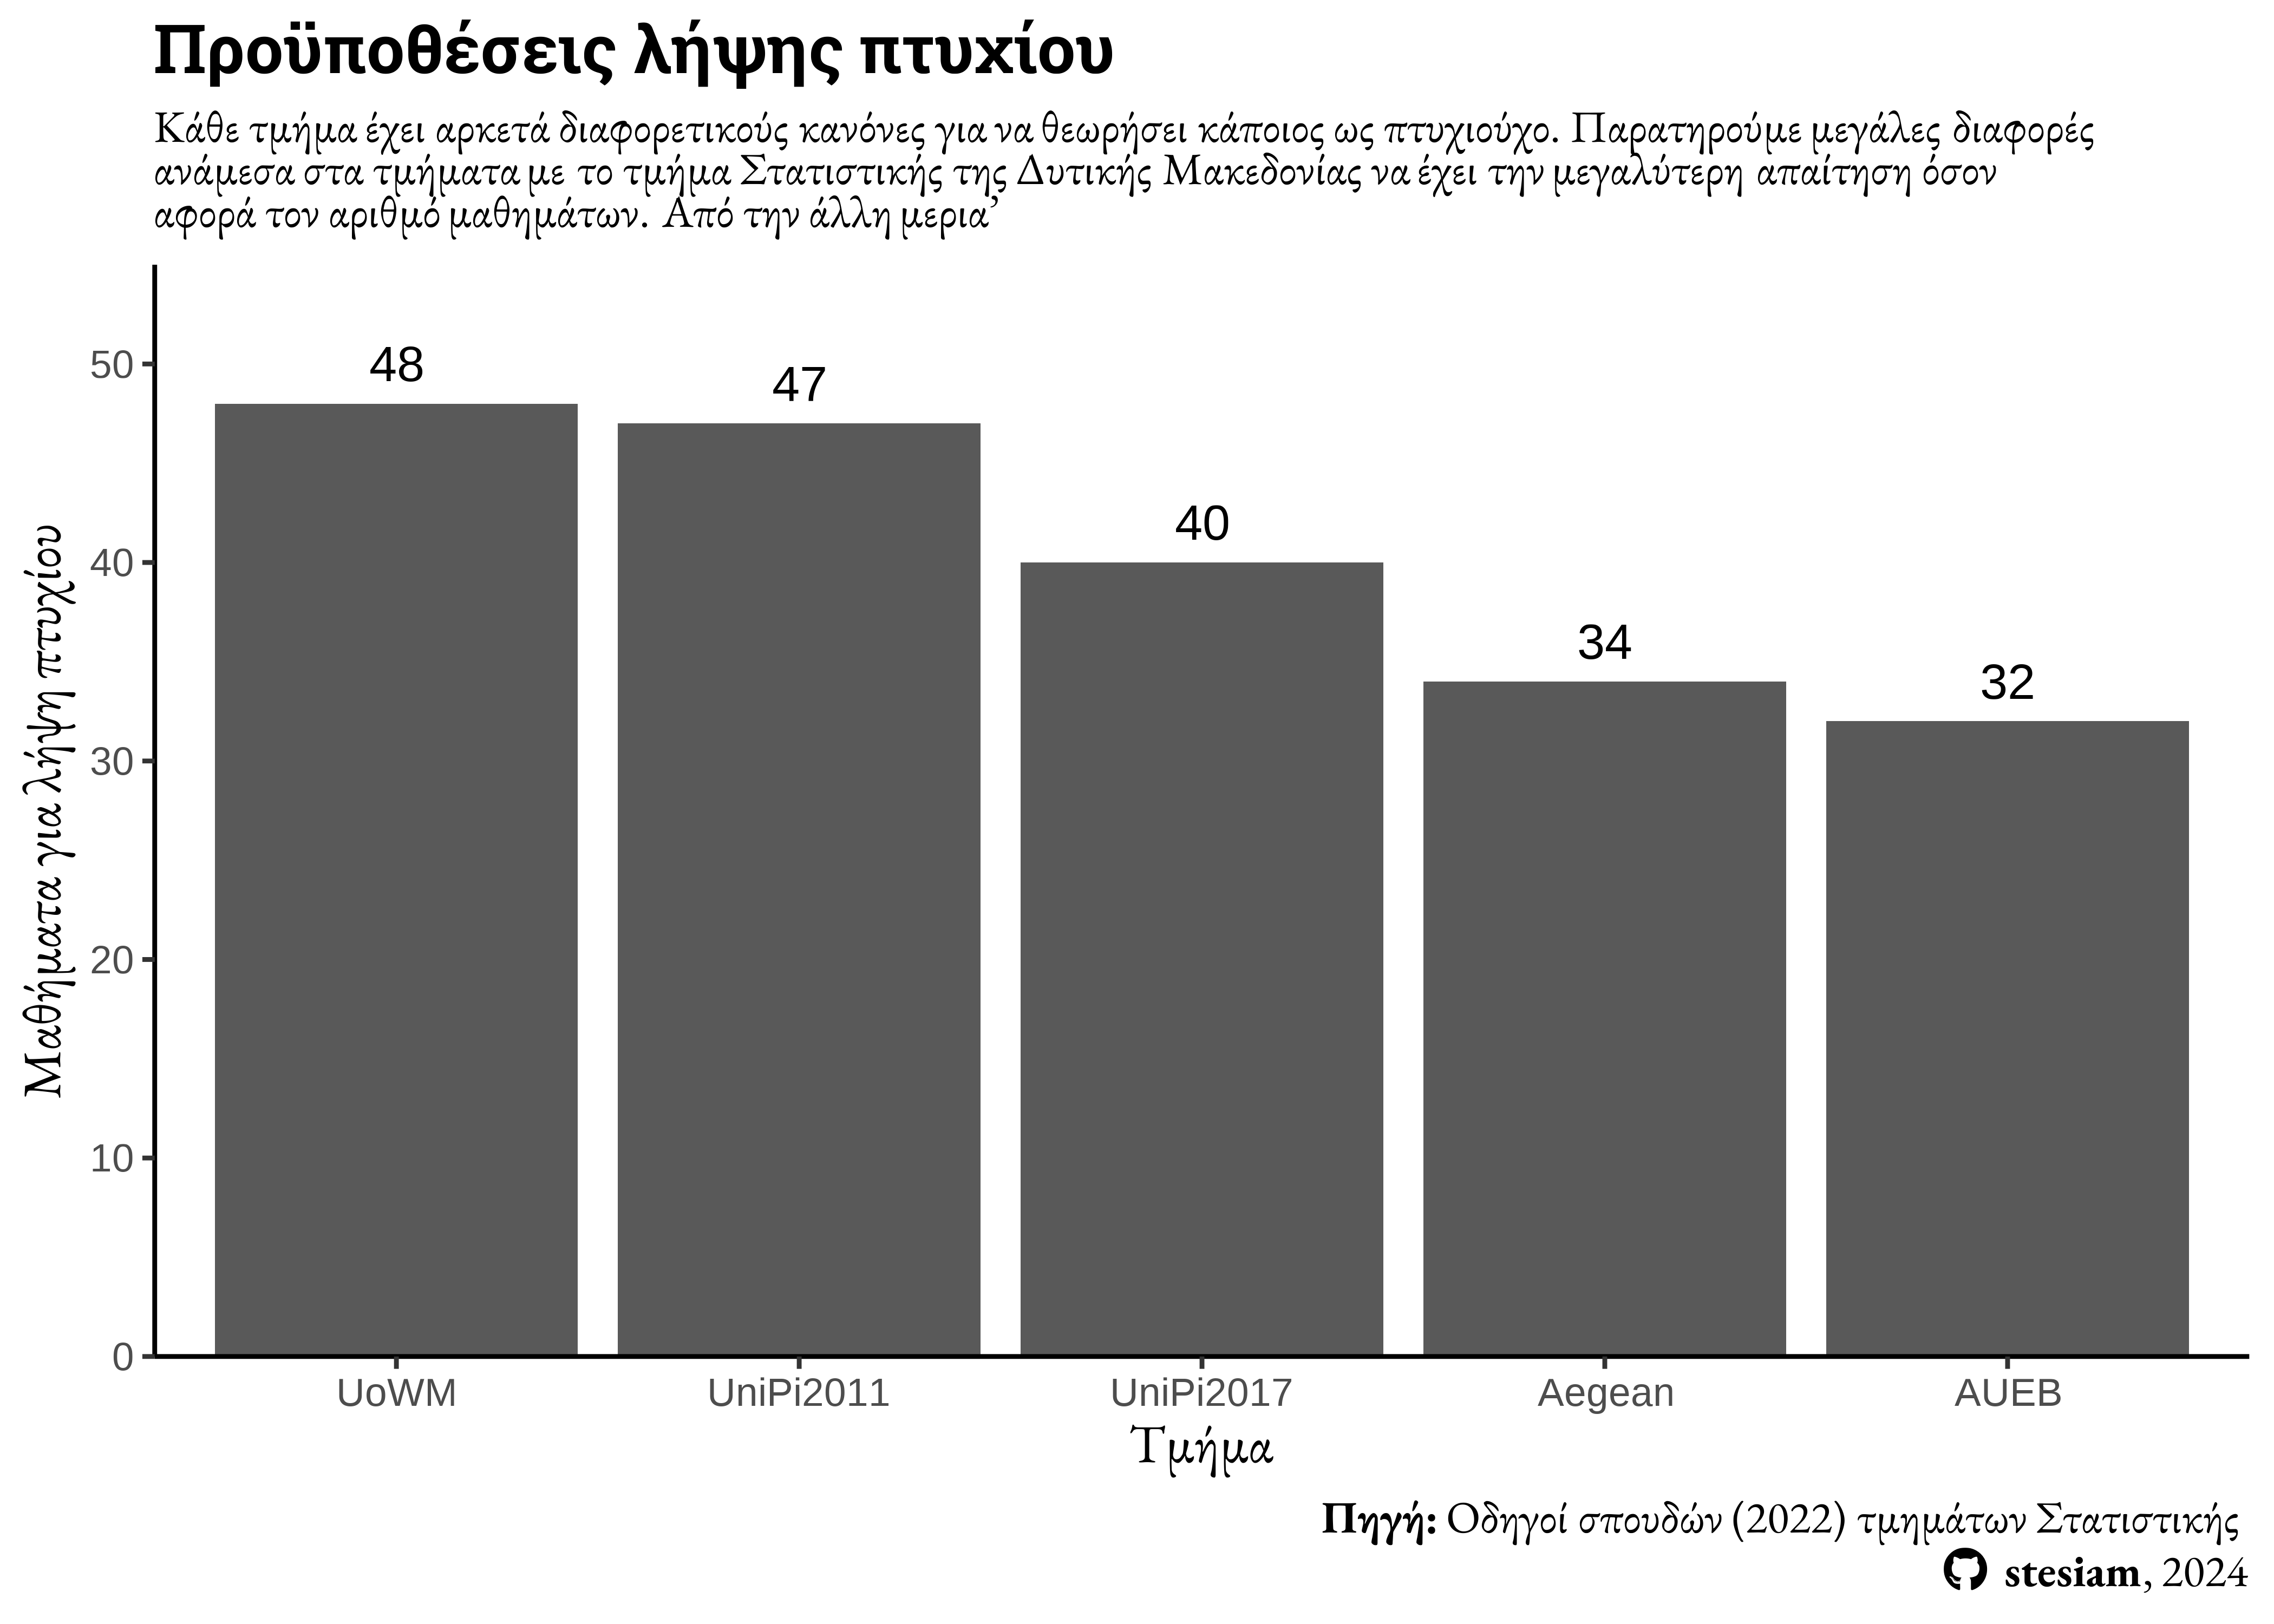 Προϋποθέσεις λήψης πτυχίου
Κάθε τμήμα έχει αρκετά διαφορετικούς κανόνες για να θεωρήσει κάποιος ως πτυχιούχο. Παρατηρούμε μεγάλες διαφορές
ανάμεσα στα τμήματα με το τμήμα Στατιστικής της Δυτικής Μακεδονίας να έχει την μεγαλύτερη απαίτηση όσον
αφορά τον αριθμό μαθημάτων. Από την άλλη μερια’
Μαθήματα για λήψη πτυχίου
50
40
30
20
10
0
48
47
40
34
32
UoWM
UniPi2011
UniPi2017
Aegean
AUEB
Τμήμα
Πηγή: Οδηγοί σπουδών (2022) τμημάτων Στατιστικής
stesiam, 2024